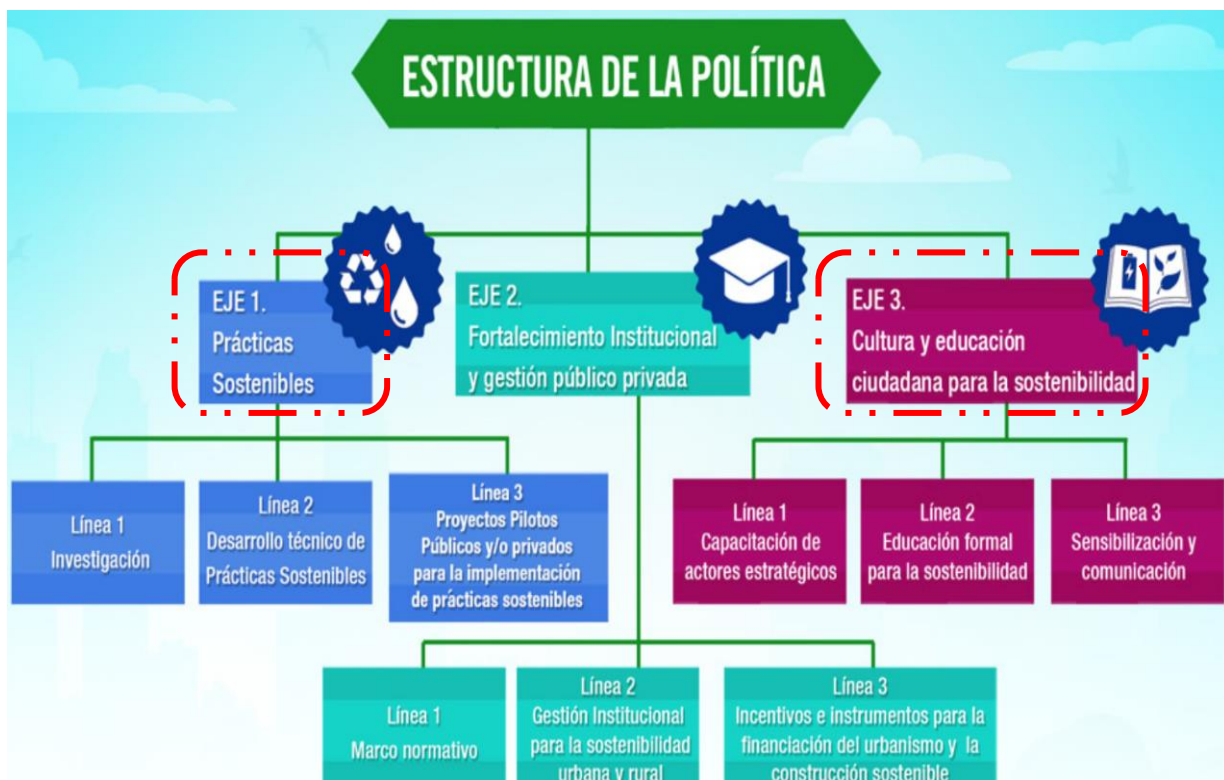 ESTRUCTURA DE LA POLÍTICA
EJE 1.
Prácticas
Sostenibles
EJE 2.
Fortalecimiento Institucional
y gestión público privada
EJE 3.
Cultura y educación
ciudadana para la sostenibilidad
Línea 1
Investigación
Línea 2
Desarrollo técnico de
Prácticas Sostenibles
Línea 3
Proyectos Pilotos
Públicos y/o privados
para la implementación
de prácticas sostenibles
Línea 1
Capacitación de
actores estratégicos
Línea 2
Educación formal
para la sostenibilidad
Línea 3
Sensibilización y
comunicación
Línea 1
Marco normativo
Línea 2
Gestión Institucional
para la sostenibilidad
urbana y rural
Línea 3
Incentivos e instrumentos para la
financiación del urbanismo y la
construcción sostenible